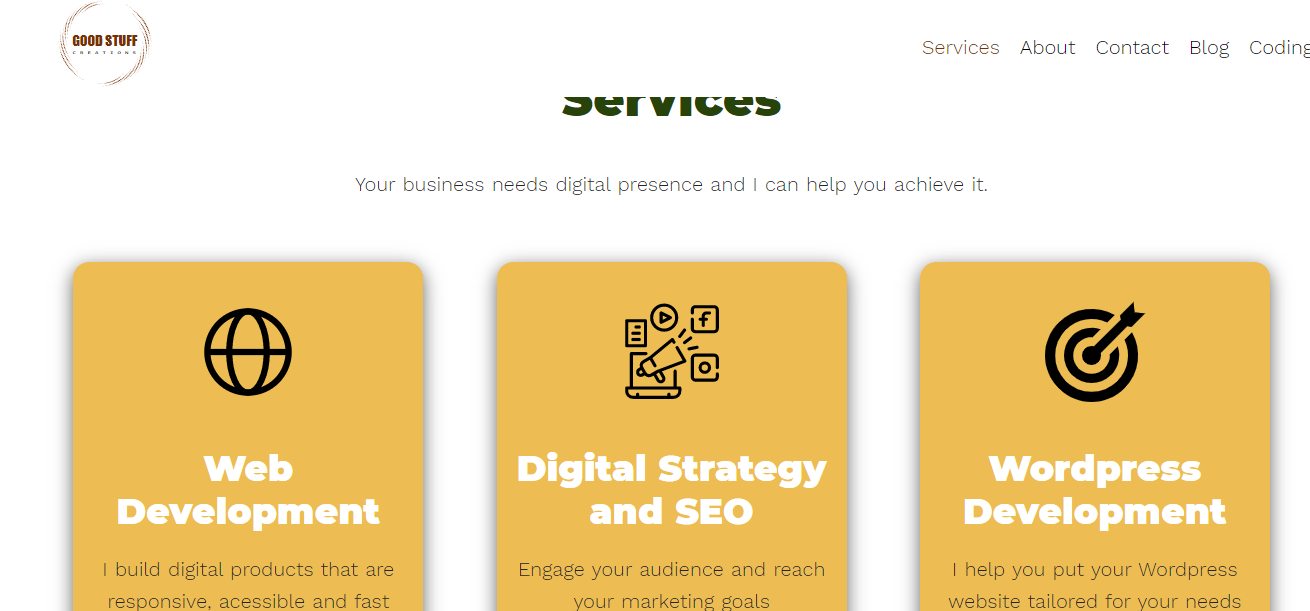 GOOD STUFF
CREATIONS
Services About Contact Blog Coding
Services
Your business needs digital presence and I can help you achieve it.
Web
Development
I build digital products that are
responsive, acessible and fast
Digital Strategy
and SEO
Engage your audience and reach
your marketing goals
Wordpress
Development
I help you put your Wordpress
website tailored for your needs